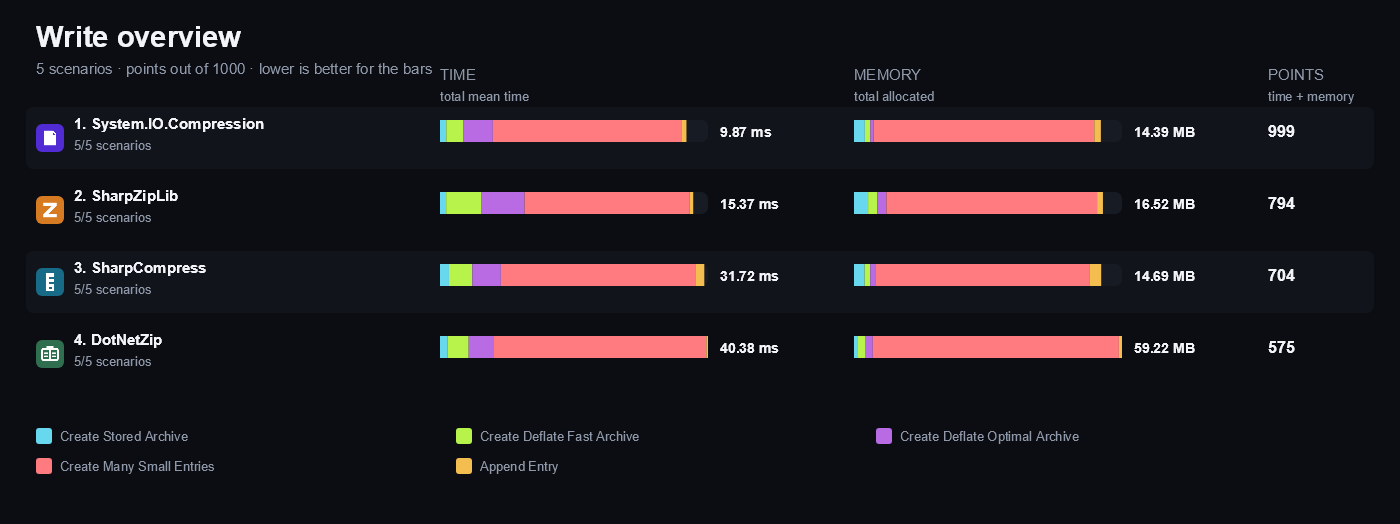 Write overview
5 scenarios · points out of 1000 · lower is better for the bars
TIME
total mean time
MEMORY
total allocated
POINTS
time + memory
1. System.IO.Compression
5/5 scenarios
9.87 ms
14.39 MB
999
2. SharpZipLib
5/5 scenarios
15.37 ms
16.52 MB
794
3. SharpCompress
5/5 scenarios
31.72 ms
14.69 MB
704
4. DotNetZip
5/5 scenarios
40.38 ms
59.22 MB
575
Create Stored Archive
Create Deflate Fast Archive
Create Deflate Optimal Archive
Create Many Small Entries
Append Entry